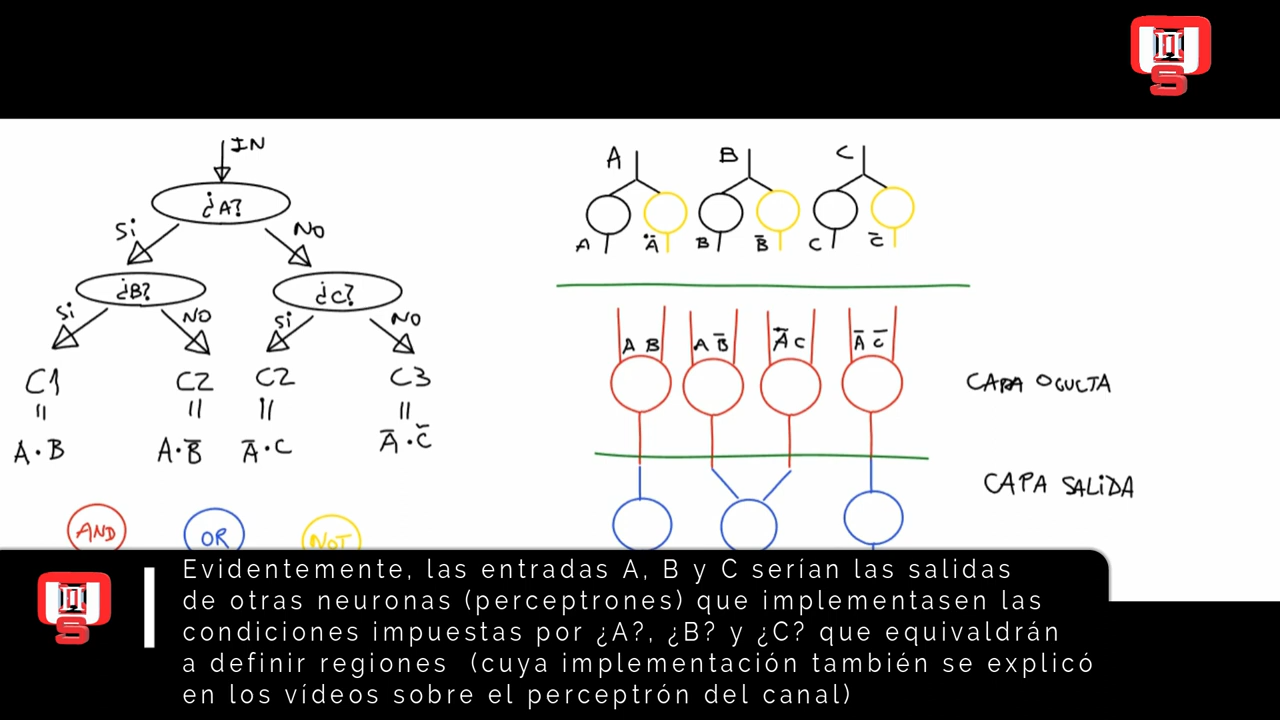 IN
¿A?
Si
NO
¿B?
¿C?
Si
NO
Si
NO
C1
C2
C2
C3
=
=
=
=
A·B
A·B̄
Ā·C
Ā·C̄
AND
OR
NOT
A
B
C
A
Ā
B
B̄
C
C̄
A B
A B̄
Ā C
Ā C̄
CAPA OCULTA
CAPA SALIDA
Evidentemente, las entradas A, B y C serían las salidas
de otras neuronas (perceptrones) que implementasen las
condiciones impuestas por ¿A?, ¿B? y ¿C? que equivaldrán
a definir regiones (cuya implementación también se explicó
en los vídeos sobre el perceptrón del canal)